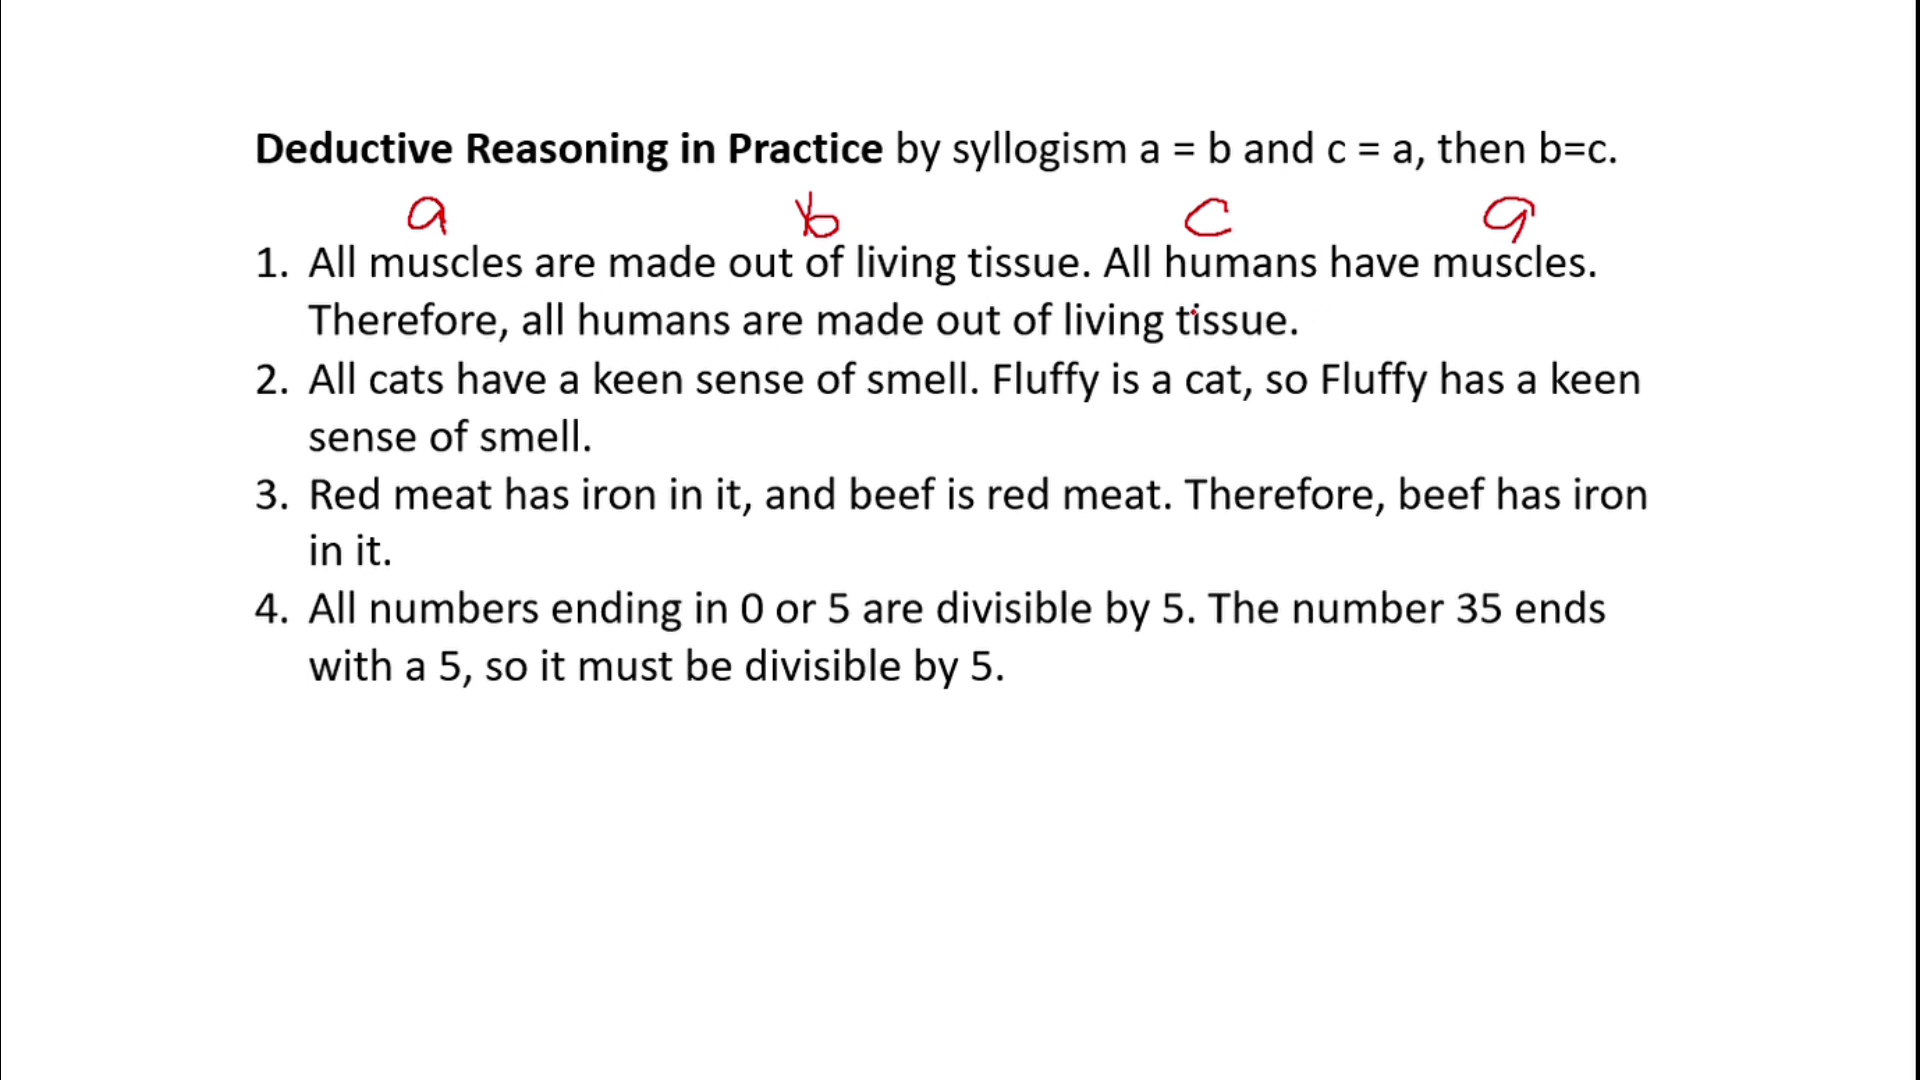 Deductive Reasoning in Practice by syllogism a = b and c = a, then b=c.
a b c a
1. All muscles are made out of living tissue. All humans have muscles.
Therefore, all humans are made out of living tissue.
2. All cats have a keen sense of smell. Fluffy is a cat, so Fluffy has a keen
sense of smell.
3. Red meat has iron in it, and beef is red meat. Therefore, beef has iron
in it.
4. All numbers ending in 0 or 5 are divisible by 5. The number 35 ends
with a 5, so it must be divisible by 5.